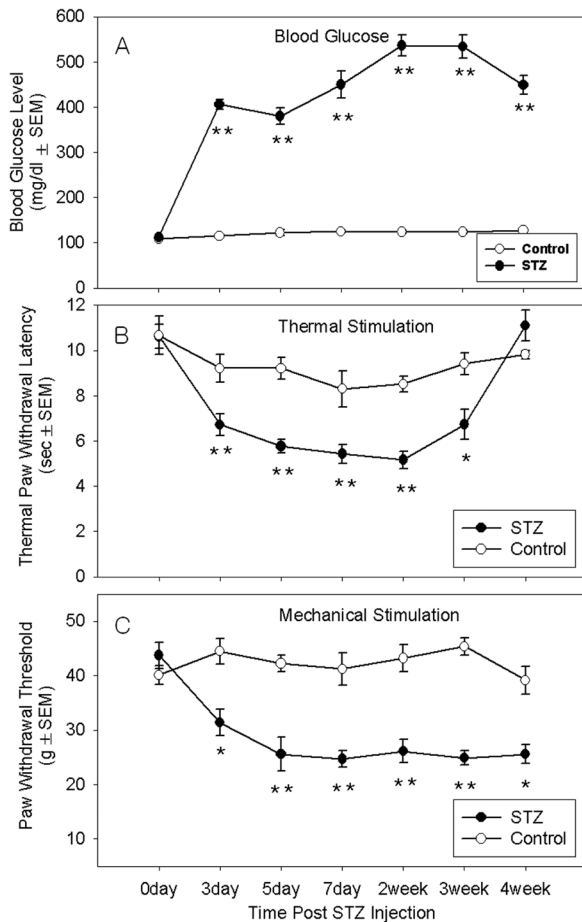 A
Blood Glucose
Blood Glucose Level
(mg/dl ± SEM)
600
500
400
300
200
100
0
**
**
**
**
**
**
Control
STZ
B
Thermal Stimulation
Thermal Paw Withdrawal Latency
(sec ± SEM)
12
10
8
6
4
2
0
**
**
**
**
*
STZ
Control
C
Mechanical Stimulation
Paw Withdrawal Threshold
(g ± SEM)
50
40
30
20
10
*
**
**
**
**
*
STZ
Control
0day 3day 5day 7day 2week 3week 4week
Time Post STZ Injection